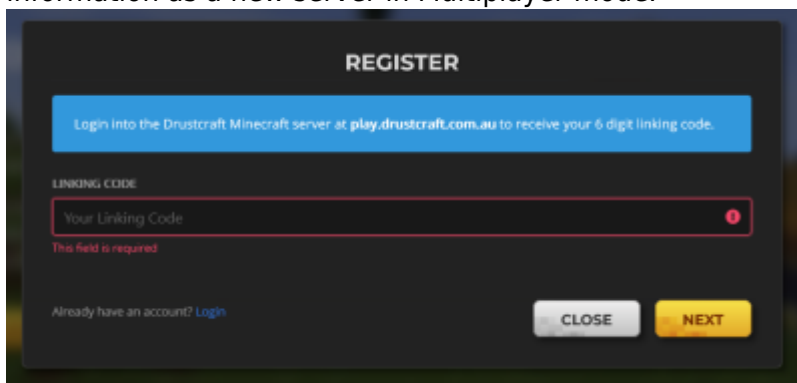 information as a new server in Multiplayer mode.
REGISTER
Login into the Drustcraft Minecraft server at play.drustcraft.com.au to receive your 6 digit linking code.
LINKING CODE
Your Linking Code
This field is required
Already have an account? Login
CLOSE
NEXT